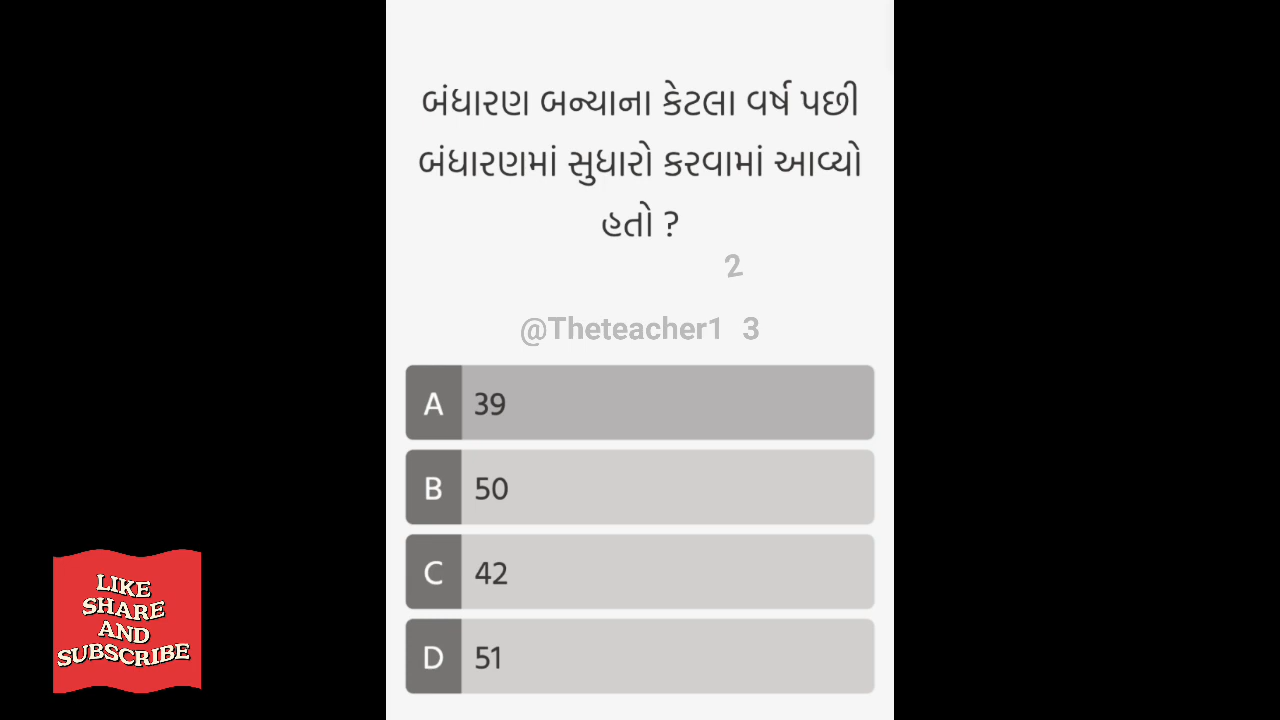 બંધારણ બન્યાના કેટલા વર્ષ પછી
બંધારણમાં સુધારો કરવામાં આવ્યો
હતો ?
2
@Theteacher1 3
A 39
B 50
C 42
D 51
LIKE
SHARE
AND
SUBSCRIBE